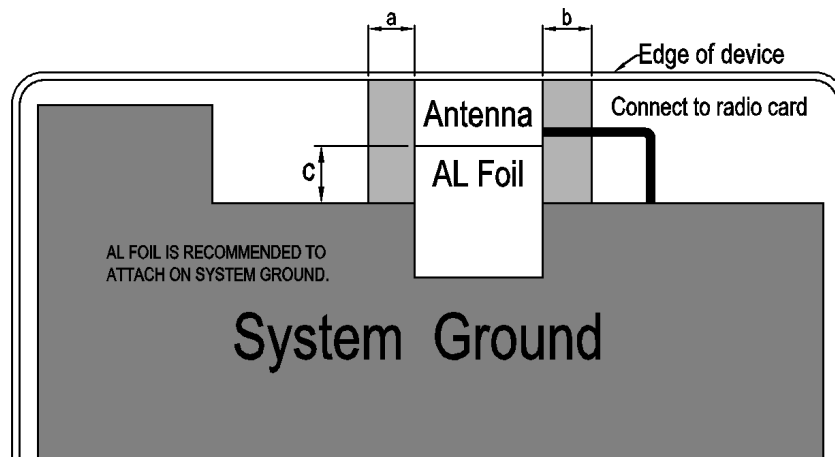 a
b
Edge of device
Antenna
Connect to radio card
c
AL Foil
AL FOIL IS RECOMMENDED TO
ATTACH ON SYSTEM GROUND.
System Ground